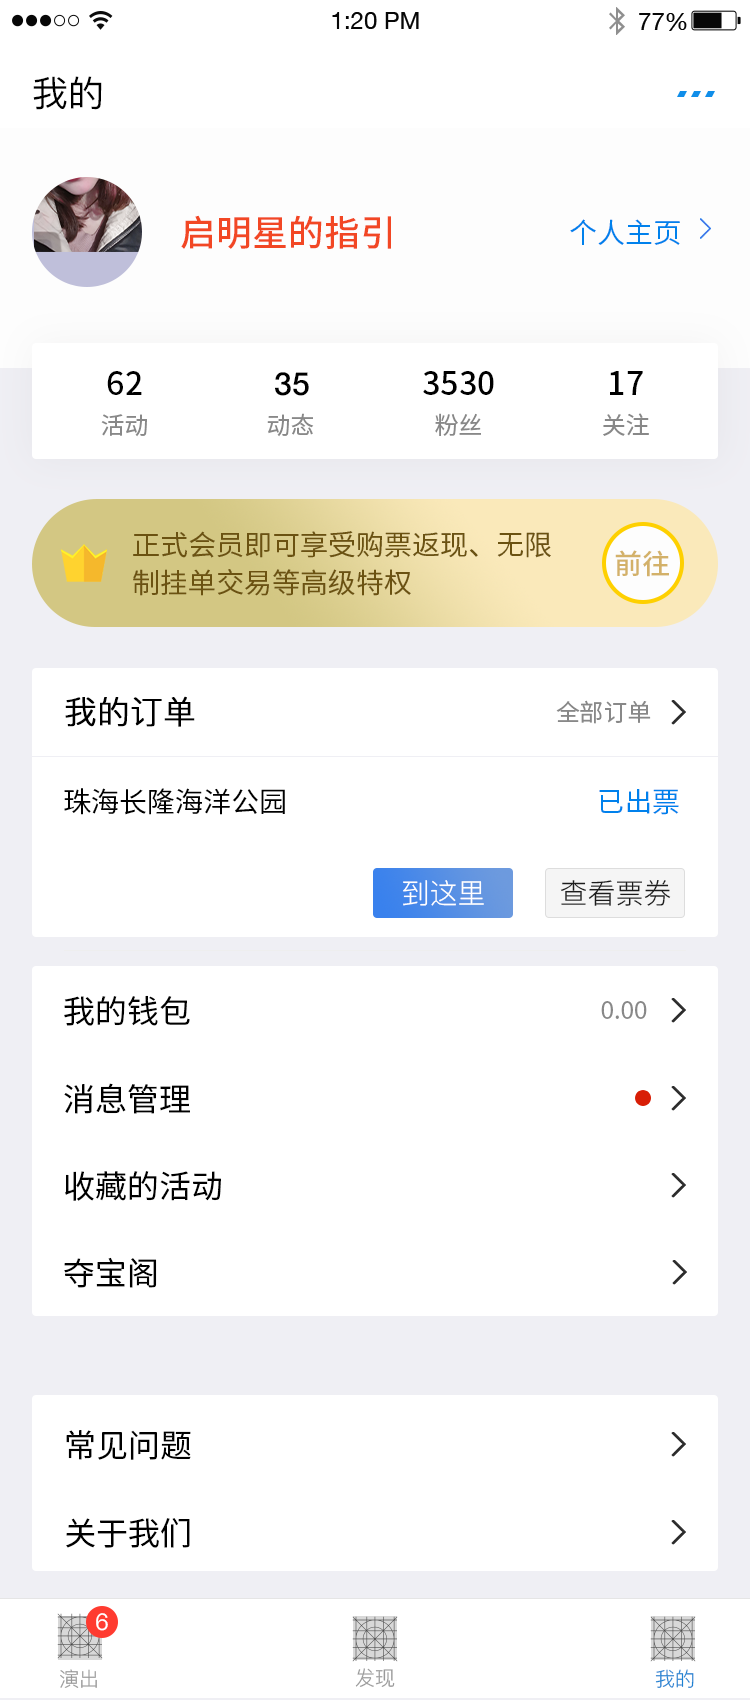 1:20 PM
77%
我的
启明星的指引
个人主页
62
35
3530
17
活动
动态
粉丝
关注
正式会员即可享受购票返现、无限
制挂单交易等高级特权
前往
我的订单
全部订单
珠海长隆海洋公园
已出票
到这里
查看票券
我的钱包
0.00
消息管理
收藏的活动
夺宝阁
常见问题
关于我们
6
演出
发现
我的